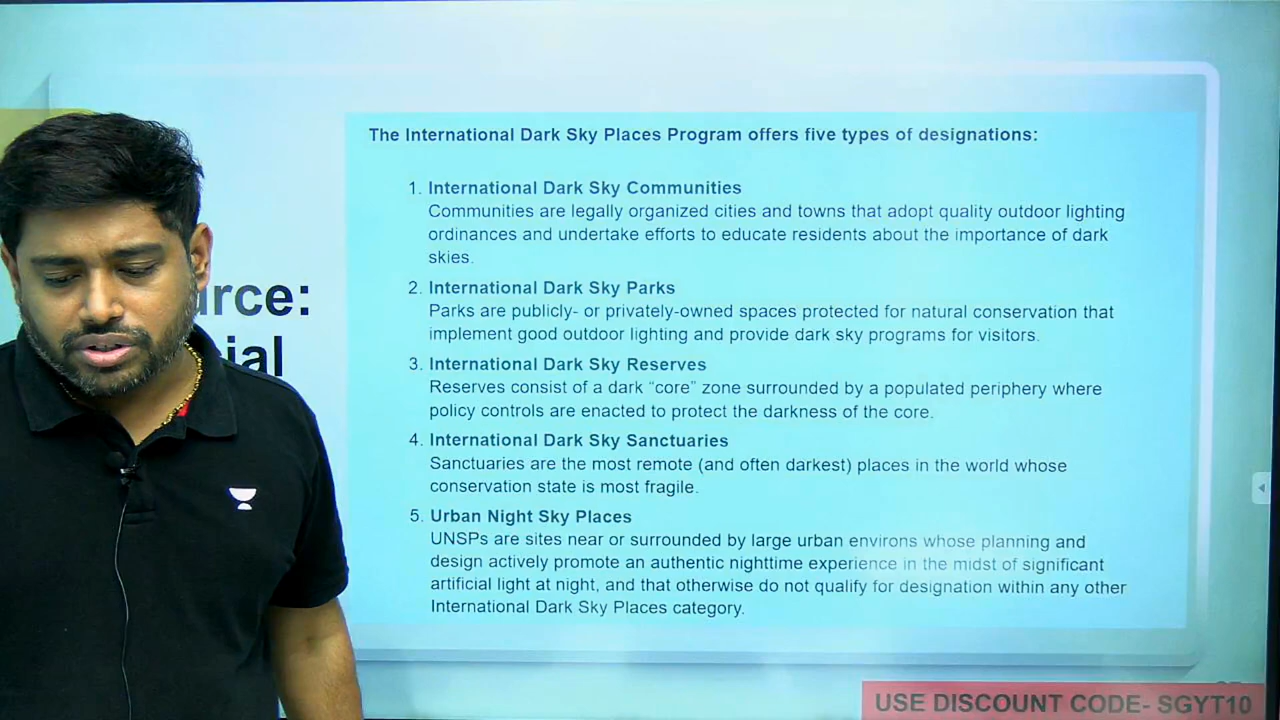 The International Dark Sky Places Program offers five types of designations:
1. International Dark Sky Communities
Communities are legally organized cities and towns that adopt quality outdoor lighting
ordinances and undertake efforts to educate residents about the importance of dark
skies.
2. International Dark Sky Parks
Parks are publicly- or privately-owned spaces protected for natural conservation that
implement good outdoor lighting and provide dark sky programs for visitors.
3. International Dark Sky Reserves
Reserves consist of a dark “core” zone surrounded by a populated periphery where
policy controls are enacted to protect the darkness of the core.
4. International Dark Sky Sanctuaries
Sanctuaries are the most remote (and often darkest) places in the world whose
conservation state is most fragile.
5. Urban Night Sky Places
UNSPs are sites near or surrounded by large urban environs whose planning and
design actively promote an authentic nighttime experience in the midst of significant
artificial light at night, and that otherwise do not qualify for designation within any other
International Dark Sky Places category.
USE DISCOUNT CODE- SGYT10